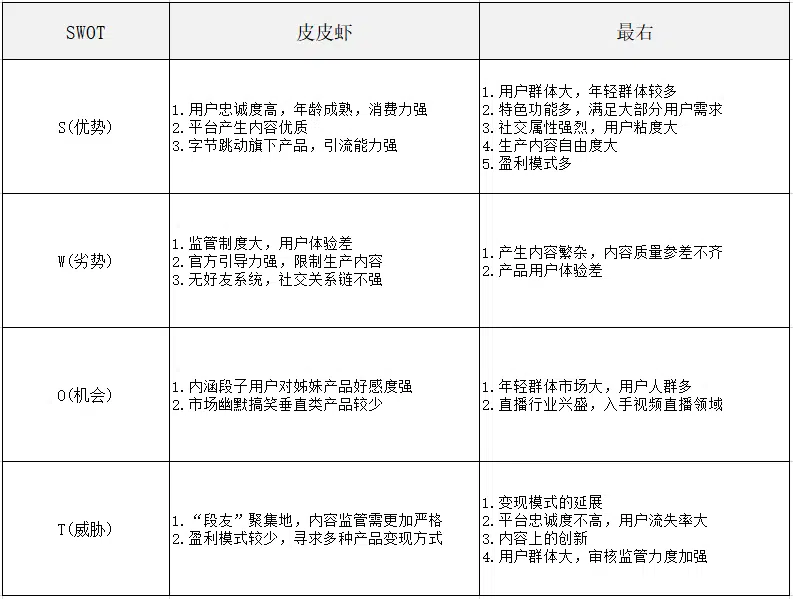 SWOT
皮皮虾
最右
S(优势)
1.用户忠诚度高，年龄成熟，消费力强
2.平台产生内容优质
3.字节跳动旗下产品，引流能力强
1.用户群体大，年轻群体较多
2.特色功能多，满足大部分用户需求
3.社交属性强烈，用户粘度大
4.生产内容自由度大
5.盈利模式多
W(劣势)
1.监管制度大，用户体验差
2.官方引导力强，限制生产内容
3.无好友系统，社交关系链不强
1.产生内容繁杂，内容质量参差不齐
2.产品用户体验差
O(机会)
1.内涵段子用户对姊妹产品好感度强
2.市场幽默搞笑垂直类产品较少
1.年轻群体市场大，用户人群多
2.直播行业兴盛，入手视频直播领域
T(威胁)
1.“段友”聚集地，内容监管需更加严格
2.盈利模式较少，寻求多种产品变现方式
1.变现模式的延展
2.平台忠诚度不高，用户流失率大
3.内容上的创新
4.用户群体大，审核监管力度加强